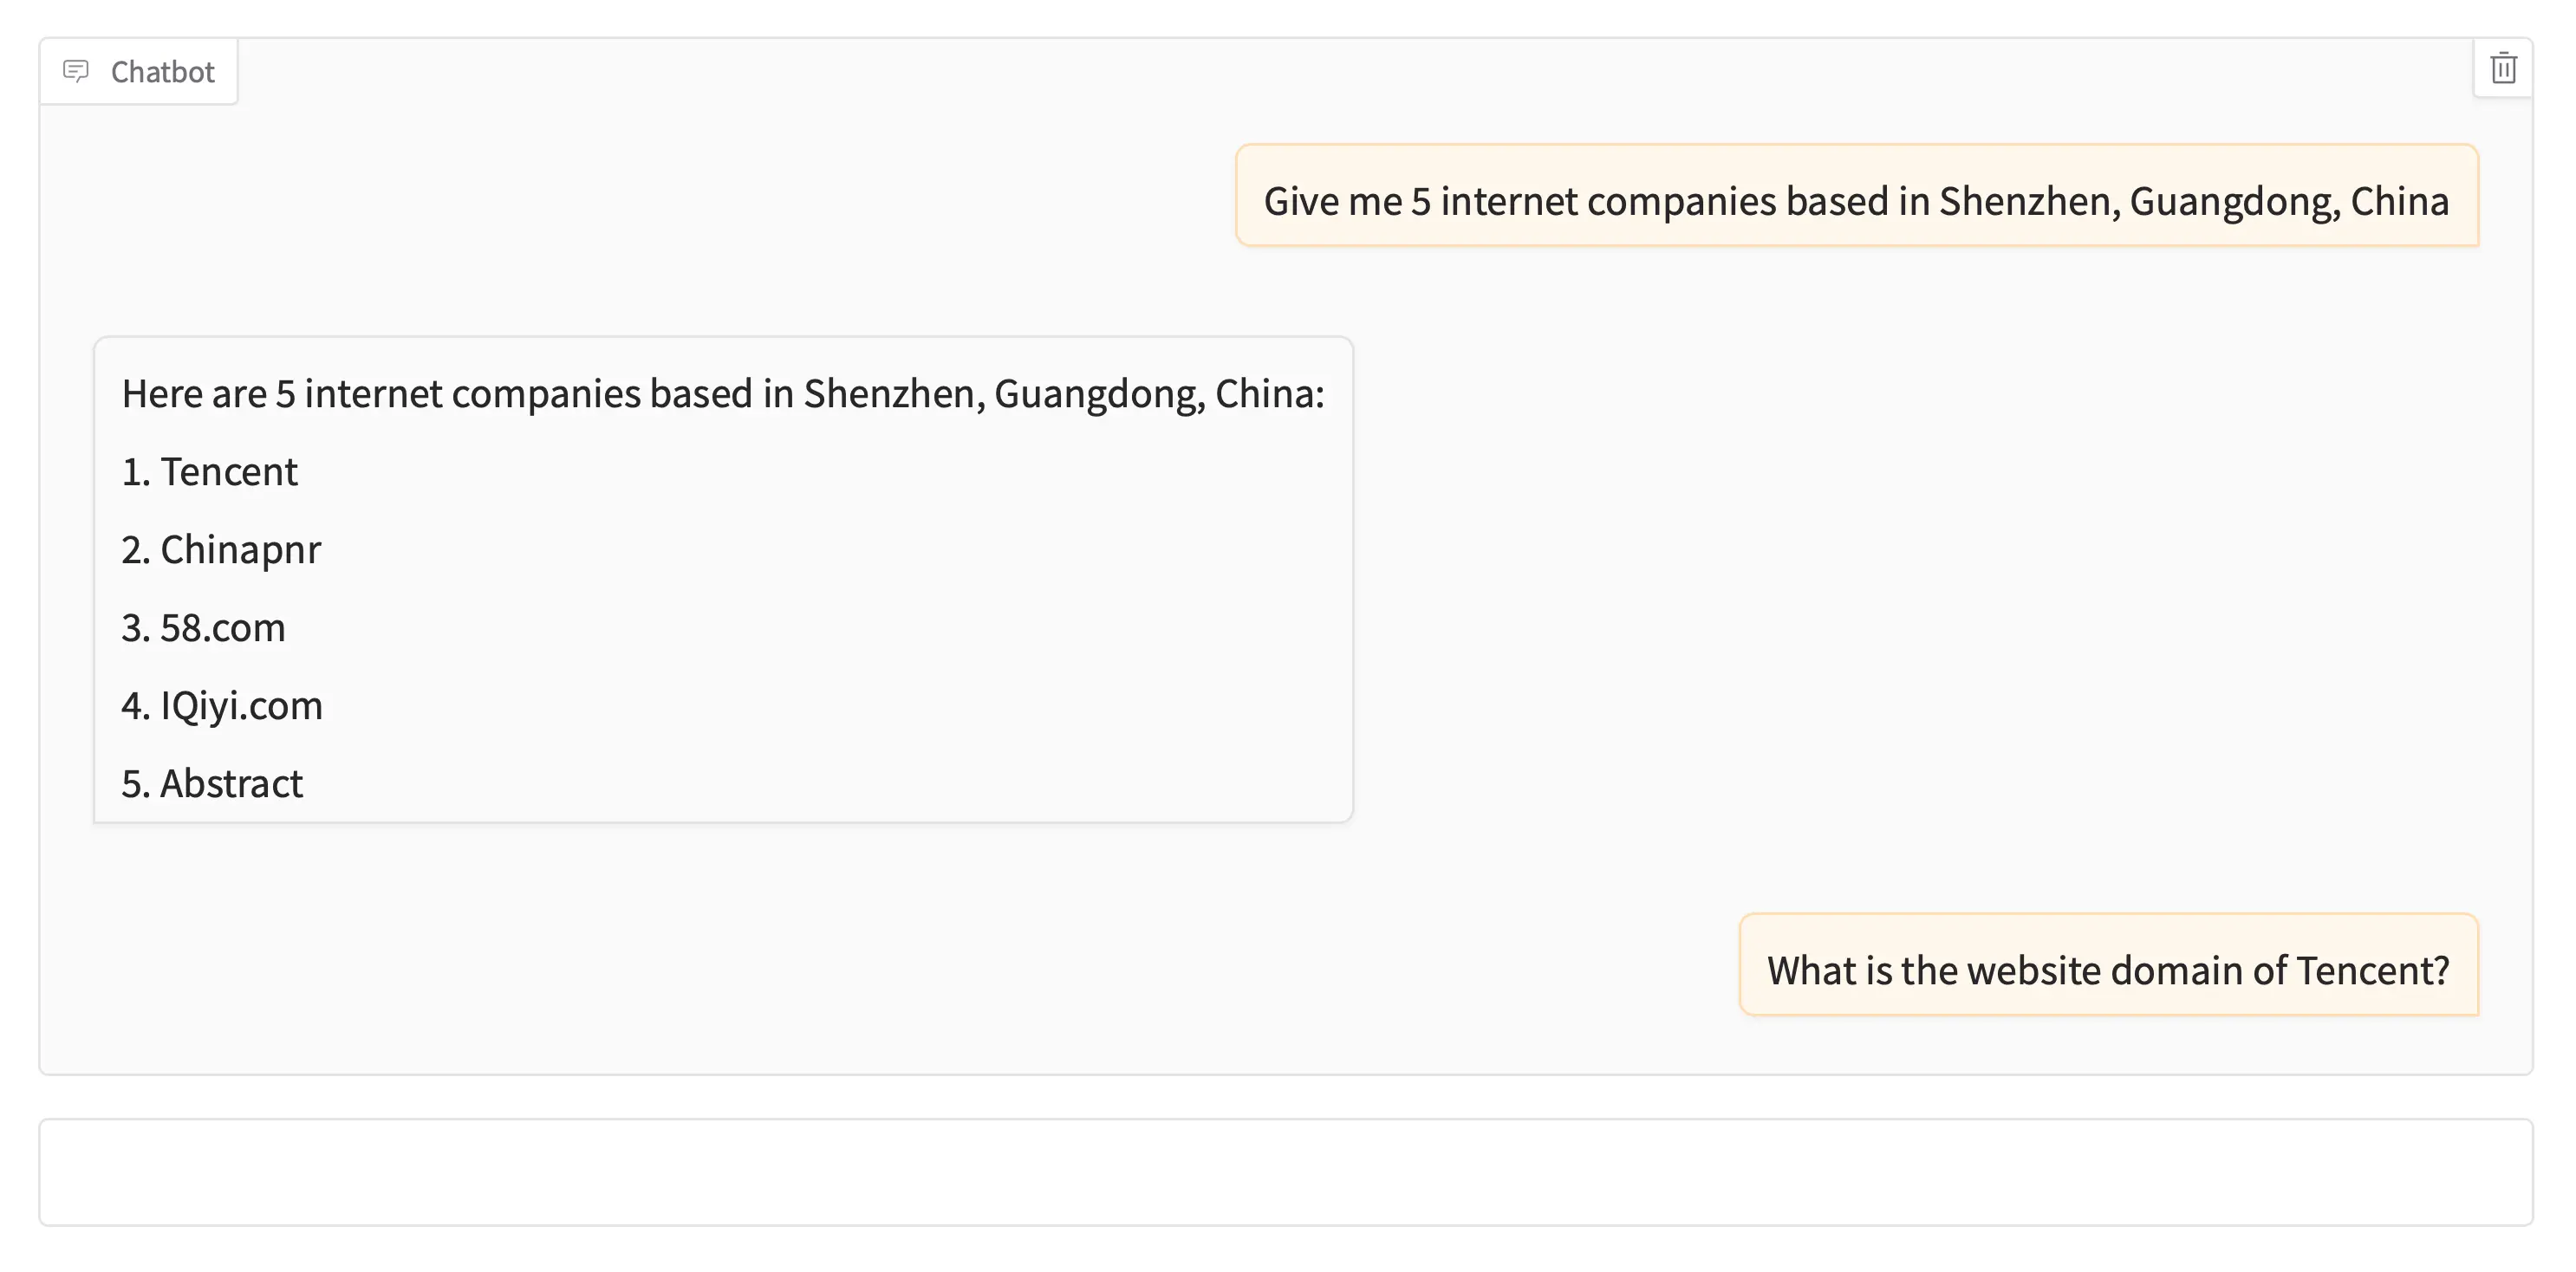 Chatbot
Give me 5 internet companies based in Shenzhen, Guangdong, China
Here are 5 internet companies based in Shenzhen, Guangdong, China:
1. Tencent
2. Chinapnr
3. 58.com
4. IQiyi.com
5. Abstract
What is the website domain of Tencent?